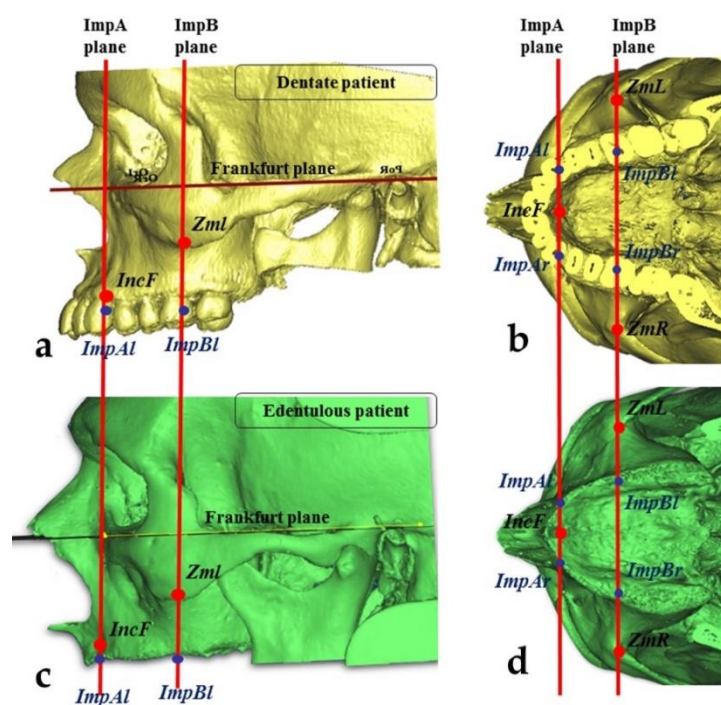 ImpA
plane
ImpB
plane
Dentate patient
Frankfurt plane
PoR
Zml
IncF
ImpAl
ImpBl
a
ImpA
plane
ImpB
plane
ZmL
ImpAl
ImpBl
IncF
ImpAr
ImpBr
ZmR
b
Edentulous patient
Frankfurt plane
Zml
IncF
ImpAl
ImpBl
c
ZmL
ImpAl
ImpBl
IncF
ImpBr
ImpAr
ZmR
d